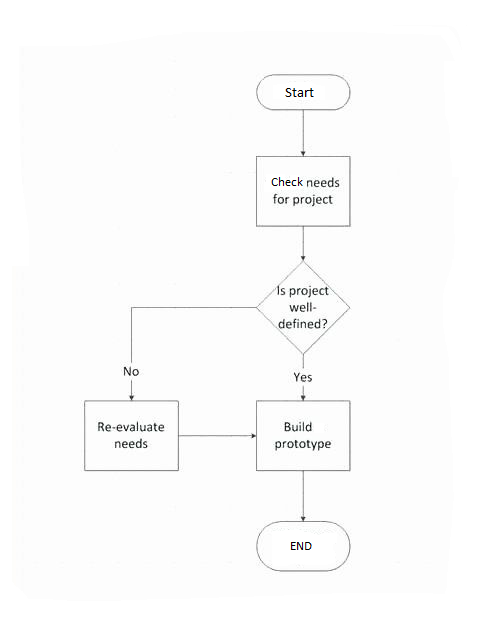 Start
Check needs
for project
Is project
well-
defined?
No
Yes
Re-evaluate
needs
Build
prototype
END